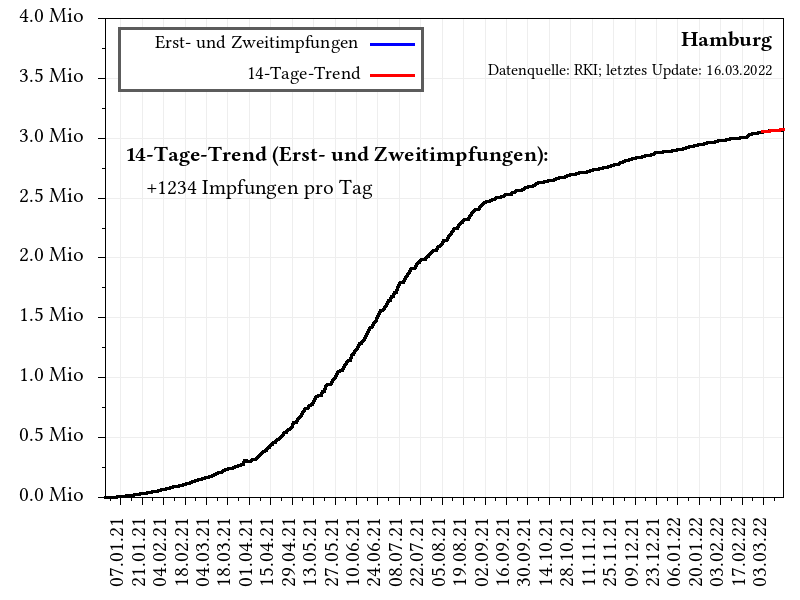 4.0 Mio
3.5 Mio
3.0 Mio
2.5 Mio
2.0 Mio
1.5 Mio
1.0 Mio
0.5 Mio
0.0 Mio
Erst- und Zweitimpfungen
14-Tage-Trend
Hamburg
Datenquelle: RKI; letztes Update: 16.03.2022
14-Tage-Trend (Erst- und Zweitimpfungen):
+1234 Impfungen pro Tag
07.01.21
21.01.21
04.02.21
18.02.21
04.03.21
18.03.21
01.04.21
15.04.21
29.04.21
13.05.21
27.05.21
10.06.21
24.06.21
08.07.21
22.07.21
05.08.21
19.08.21
02.09.21
16.09.21
30.09.21
14.10.21
28.10.21
11.11.21
25.11.21
09.12.21
23.12.21
06.01.22
20.01.22
03.02.22
17.02.22
03.03.22